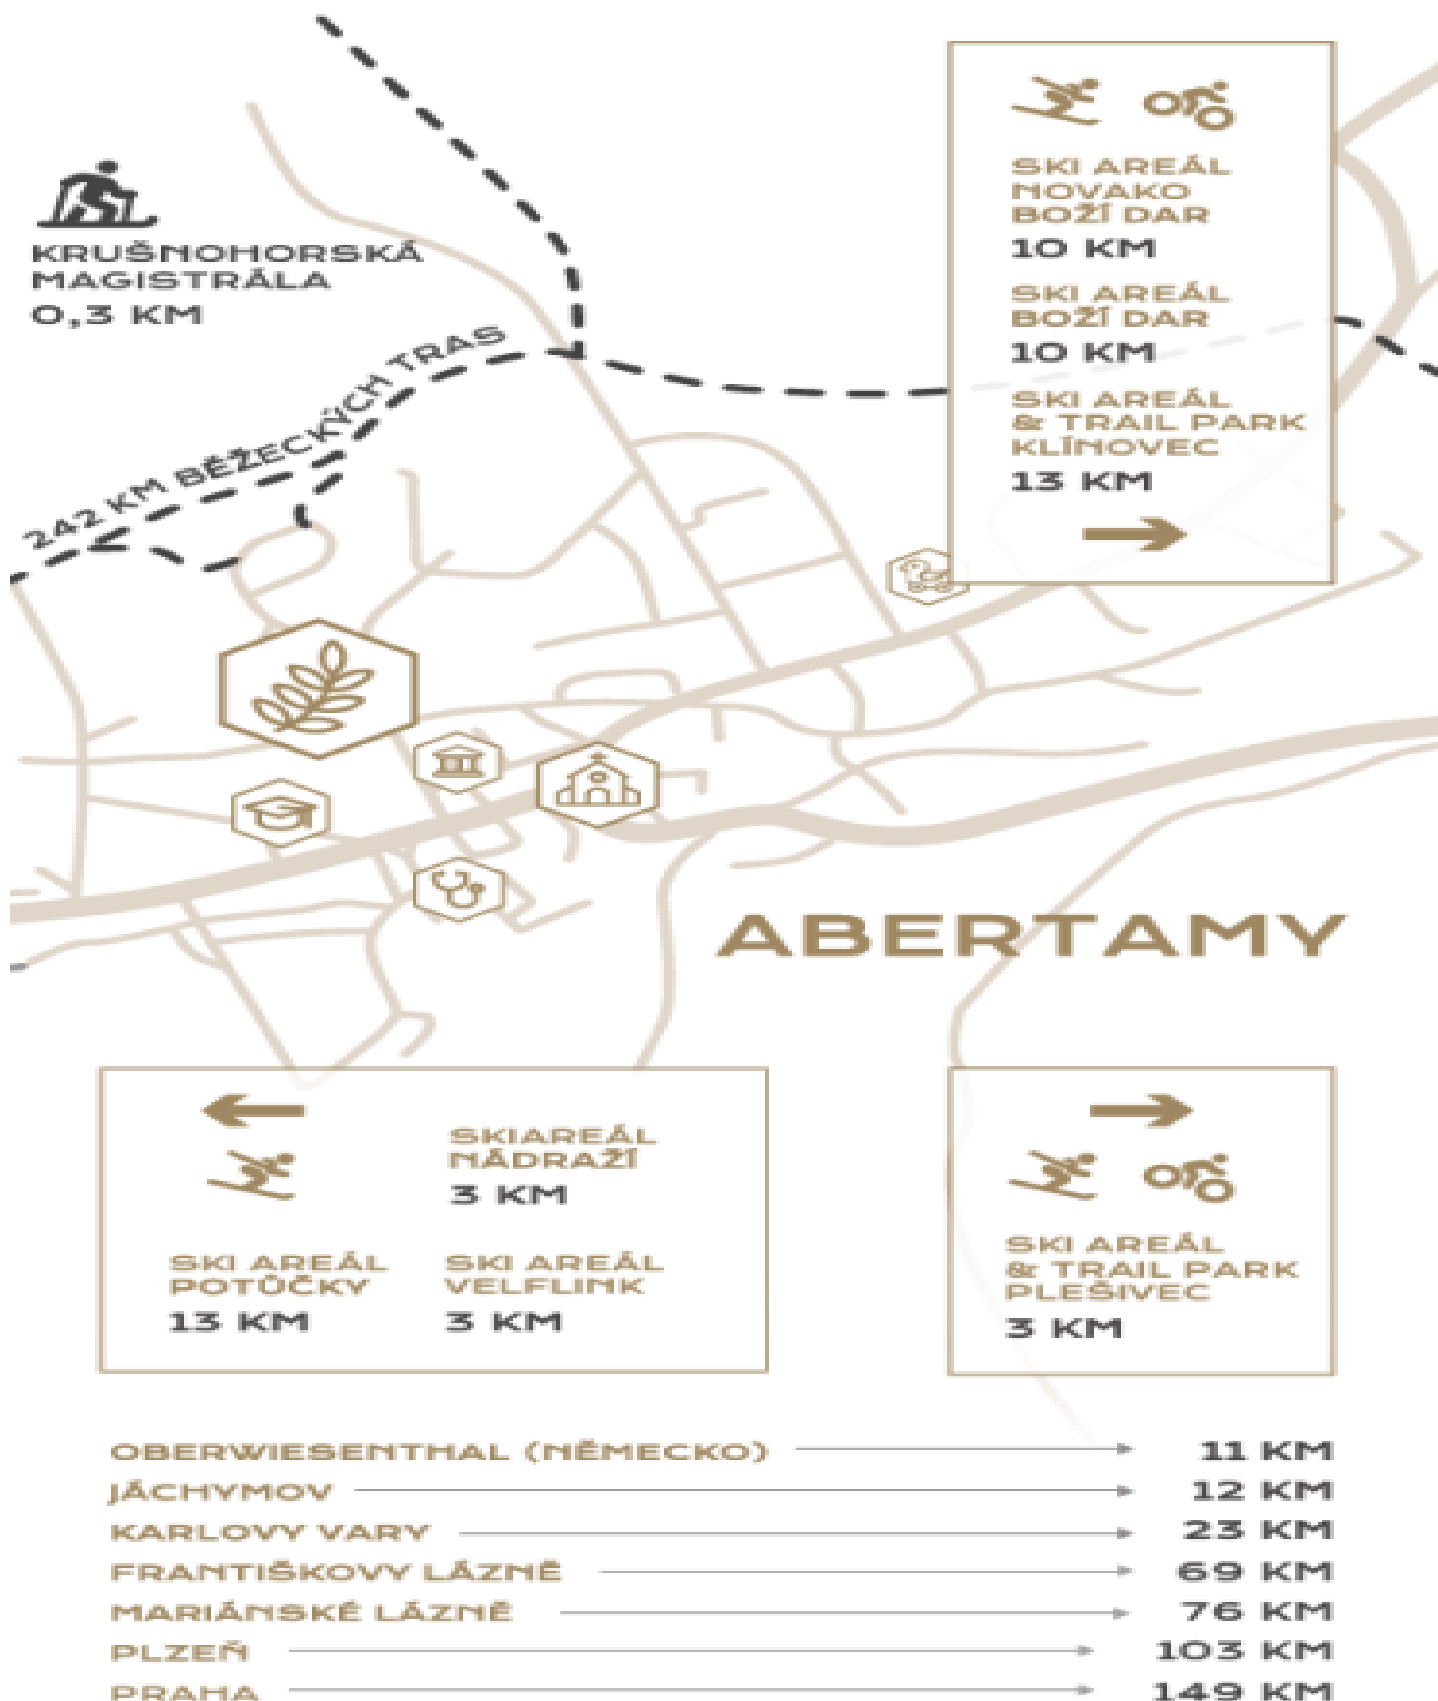 SKI AREÁL
NOVAKO
BOŽÍ DAR
10 KM
SKI AREÁL
BOŽÍ DAR
10 KM
SKI AREÁL
& TRAIL PARK
KLÍNOVEC
13 KM
KRUŠNOHORSKÁ
MAGISTRÁLA
0,3 KM
242 KM BĚŽECKÝCH TRAS
ABERTAMY
SKIAREÁL
NÁDRAŽÍ
3 KM
SKI AREÁL
POTŮČKY
13 KM
SKI AREÁL
VELFLINK
3 KM
SKI AREÁL
& TRAIL PARK
PLEŠIVEC
3 KM
OBERWIESENTHAL (NĚMECKO) 11 KM
JÁCHYMOV 12 KM
KARLOVY VARY 23 KM
FRANTIŠKOVY LÁZNĚ 69 KM
MARIÁNSKÉ LÁZNĚ 76 KM
PLZEŇ 103 KM
PRAHA 149 KM